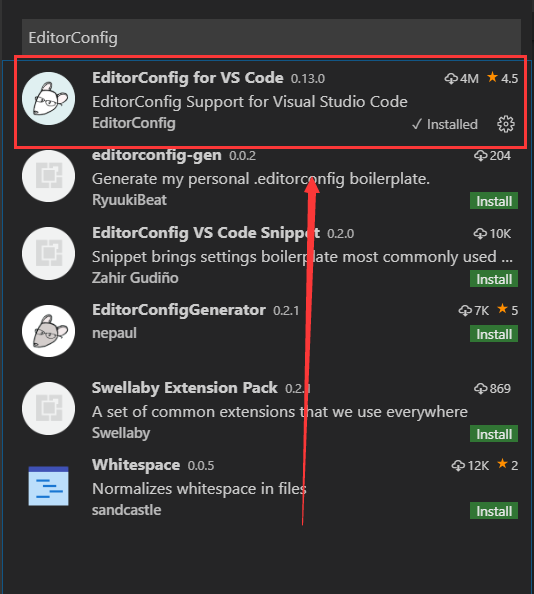 EditorConfig
EditorConfig for VS Code 0.13.0 4M 4.5
EditorConfig Support for Visual Studio Code
EditorConfig Installed
editorconfig-gen 0.0.2 204
Generate my personal .editorconfig boilerplate.
RyuukiBeat Install
EditorConfig VS Code Snippet 0.2.0 10K
Snippet brings settings boilerplate most commonly used ...
Zahir Gudiño Install
EditorConfigGenerator 0.2.1 7K 5
nepaul Install
Swellaby Extension Pack 0.2.1 869
A set of common extensions that we use everywhere
Swellaby Install
Whitespace 0.0.5 12K 2
Normalizes whitespace in files
sandcastle Install